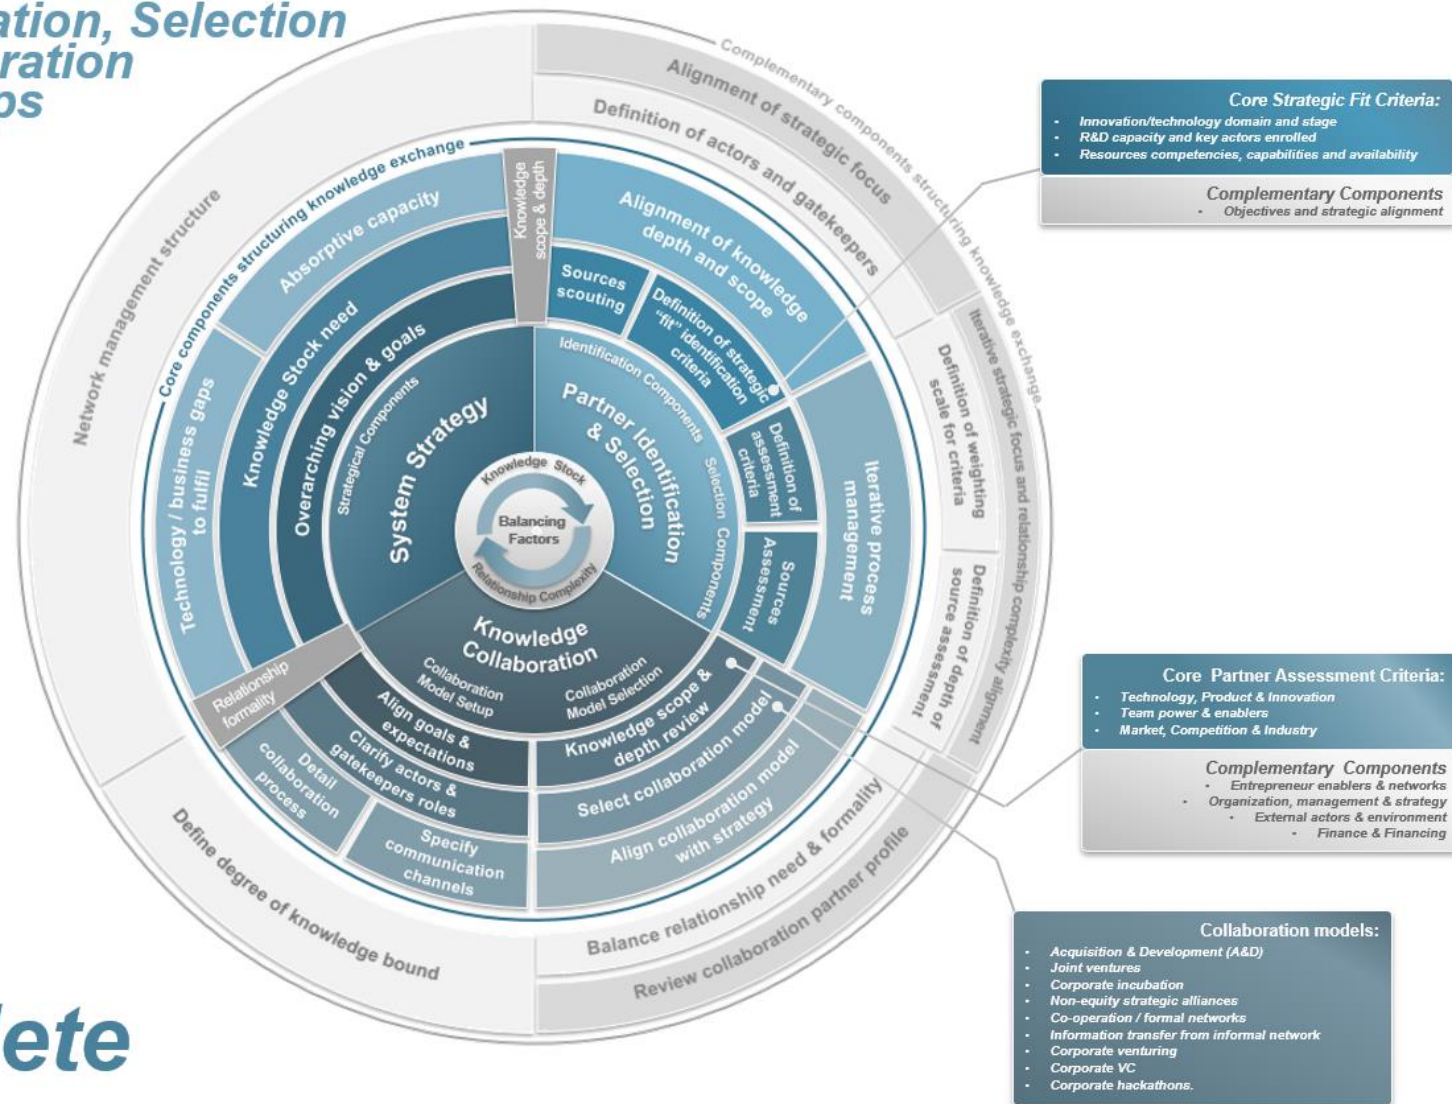 ation, Selection
ration
ps
Complementary components structuring knowledge exchange
Alignment of strategic focus
Definition of actors and gatekeepers
Network management structure
Core components structuring knowledge exchange
Absorptive capacity
Knowledge
scope & depth
Alignment of knowledge
depth and scope
Sources
scouting
Definition of strategic
"fit" identification
criteria
Technology / business gaps
to fulfil
Knowledge Stock need
Overarching vision & goals
Strategical Components
System Strategy
Identification Components
Partner Identification
& Selection
Selection Components
Definition of
assessment
criteria
Sources
Assessment
Iterative process
management
Definition of weighting
scale for criteria
Definition of depth of
source assessment
Iterative strategic focus and relationship complexity alignment
Knowledge Stock
Balancing
Factors
Relationship Complexity
Knowledge
Collaboration
Collaboration
Model Setup
Collaboration
Model Selection
Relationship
formality
Align goals &
expectations
Clarify actors &
gatekeepers roles
Detail
collaboration
process
Specify
communication
channels
Knowledge scope &
depth review
Select collaboration model
Align collaboration model
with strategy
Define degree of knowledge bound
Balance relationship need & formality
Review collaboration partner profile
Core Strategic Fit Criteria:
• Innovation/technology domain and stage
• R&D capacity and key actors enrolled
• Resources competencies, capabilities and availability
Complementary Components
• Objectives and strategic alignment
Core Partner Assessment Criteria:
• Technology, Product & Innovation
• Team power & enablers
• Market, Competition & Industry
Complementary Components
• Entrepreneur enablers & networks
• Organization, management & strategy
• External actors & environment
• Finance & Financing
Collaboration models:
• Acquisition & Development (A&D)
• Joint ventures
• Corporate incubation
• Non-equity strategic alliances
• Co-operation / formal networks
• Information transfer from informal network
• Corporate venturing
• Corporate VC
• Corporate hackathons.
lete